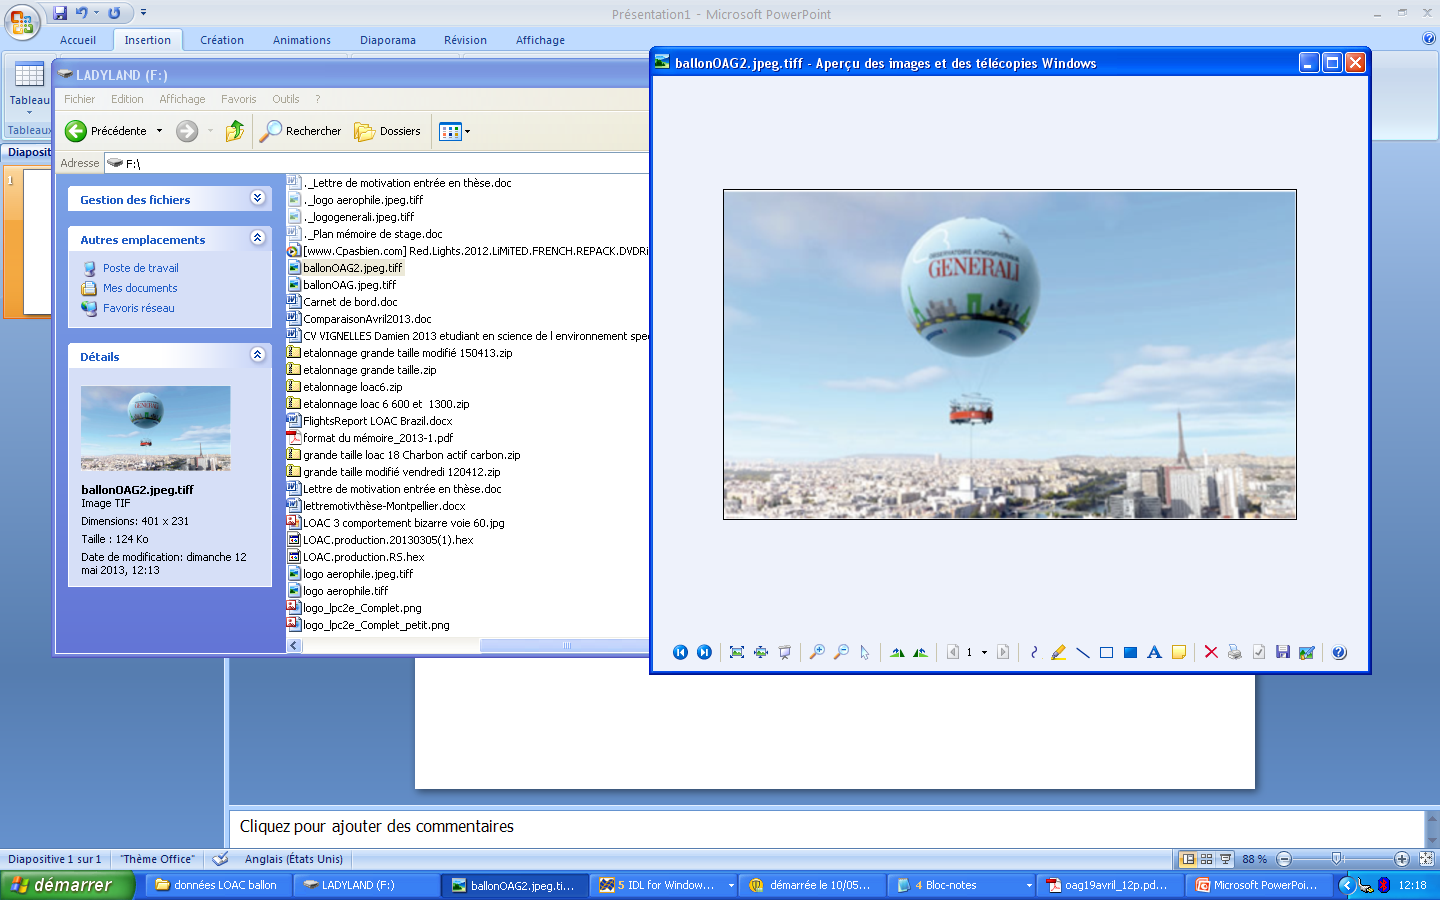 Présentation1 - Microsoft PowerPoint
Accueil Insertion Création Animations Diaporama Révision Affichage
Tableau
Tableaux
Diaposit
1
LADYLAND (F:)
Fichier Edition Affichage Favoris Outils ?
Précédente Rechercher Dossiers
Adresse F:\
Gestion des fichiers
Autres emplacements
Poste de travail
Mes documents
Favoris réseau
Détails
GENERALI
ballonOAG2.jpeg.tiff
Image TIF
Dimensions: 401 x 231
Taille : 124 Ko
Date de modification: dimanche 12
mai 2013, 12:13
._Lettre de motivation entrée en thèse.doc
._logo aerophile.jpeg.tiff
._logogenerali.jpeg.tiff
._Plan mémoire de stage.doc
[www.Cpasbien.com] Red.Lights.2012.LiMiTED.FRENCH.REPACK.DVDRi
ballonOAG2.jpeg.tiff
ballonOAG.jpeg.tiff
Carnet de bord.doc
ComparaisonAvril2013.doc
CV VIGNELLES Damien 2013 etudiant en science de l environnement spe
etalonnage grande taille modifié 150413.zip
etalonnage grande taille.zip
etalonnage loac6.zip
etalonnage loac 6 600 et  1300.zip
FlightsReport LOAC Brazil.docx
format du mémoire_2013-1.pdf
grande taille loac 18 Charbon actif carbon.zip
grande taille modifié vendredi 120412.zip
Lettre de motivation entrée en thèse.doc
lettremotivthèse-Montpellier.docx
LOAC 3 comportement bizarre voie 60.jpg
LOAC.production.20130305(1).hex
LOAC.production.RS.hex
logo aerophile.jpeg.tiff
logo aerophile.tiff
logo_lpc2e_Complet.png
logo_lpc2e_Complet_petit.png
ballonOAG2.jpeg.tiff - Aperçu des images et des télécopies Windows
OBSERVATOIRE ATMOSPHÉRIQUE
GENERALI
1
Cliquez pour ajouter des commentaires
Diapositive 1 sur 1 "Thème Office" Anglais (États Unis) 88 %
démarrer données LOAC ballon LADYLAND (F:) ballonOAG2.jpeg.ti... 5 IDL for Window... démarrée le 10/05... 4 Bloc-notes oag19avril_12p.pd... Microsoft PowerPoi... 12:18